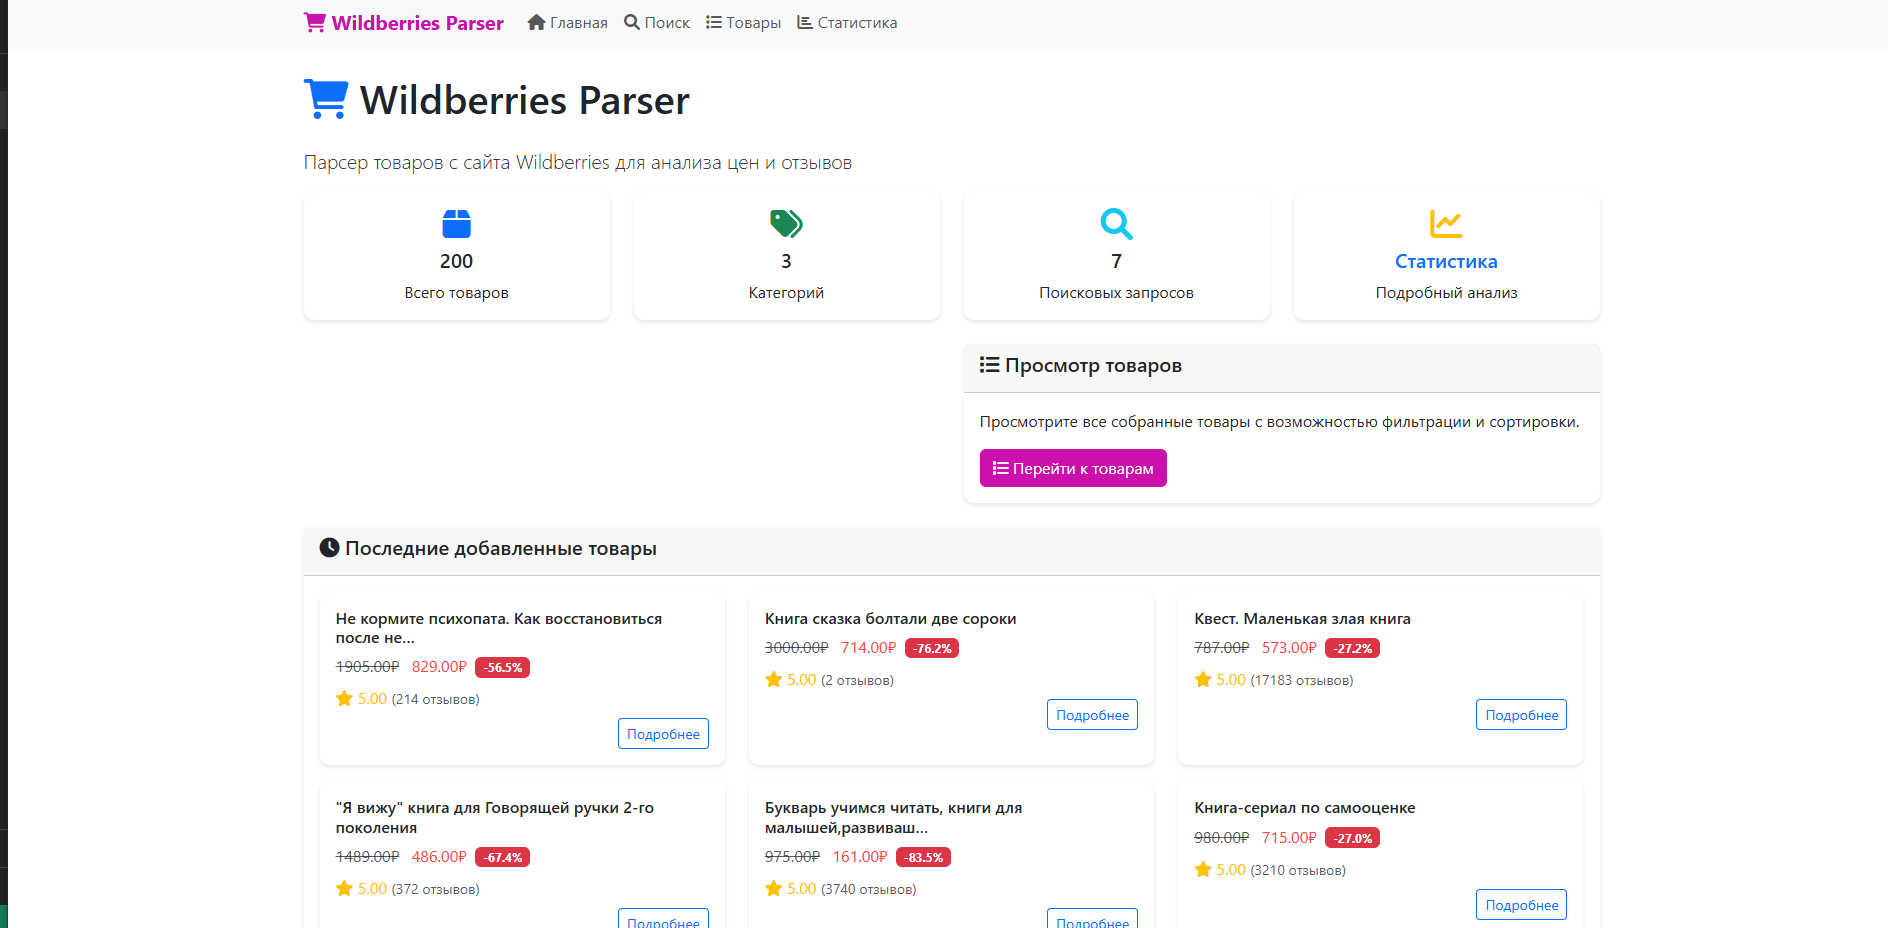 Wildberries Parser Главная Поиск Товары Статистика
Wildberries Parser
Парсер товаров с сайта Wildberries для анализа цен и отзывов
200
Всего товаров
3
Категорий
7
Поисковых запросов
Статистика
Подробный анализ
Просмотр товаров
Просмотрите все собранные товары с возможностью фильтрации и сортировки.
Перейти к товарам
Последние добавленные товары
Не кормите психопата. Как восстановиться
после не...
1905.00₽ 829.00₽ -56.5%
5.00 (214 отзывов)
Подробнее
Книга сказка болтали две сороки
3000.00₽ 714.00₽ -76.2%
5.00 (2 отзывов)
Подробнее
Квест. Маленькая злая книга
787.00₽ 573.00₽ -27.2%
5.00 (17183 отзывов)
Подробнее
"Я вижу" книга для Говорящей ручки 2-го
поколения
1489.00₽ 486.00₽ -67.4%
5.00 (372 отзывов)
Подробнее
Букварь учимся читать, книги для
малышей,развиваш...
975.00₽ 161.00₽ -83.5%
5.00 (3740 отзывов)
Подробнее
Книга-сериал по самооценке
980.00₽ 715.00₽ -27.0%
5.00 (3210 отзывов)
Подробнее